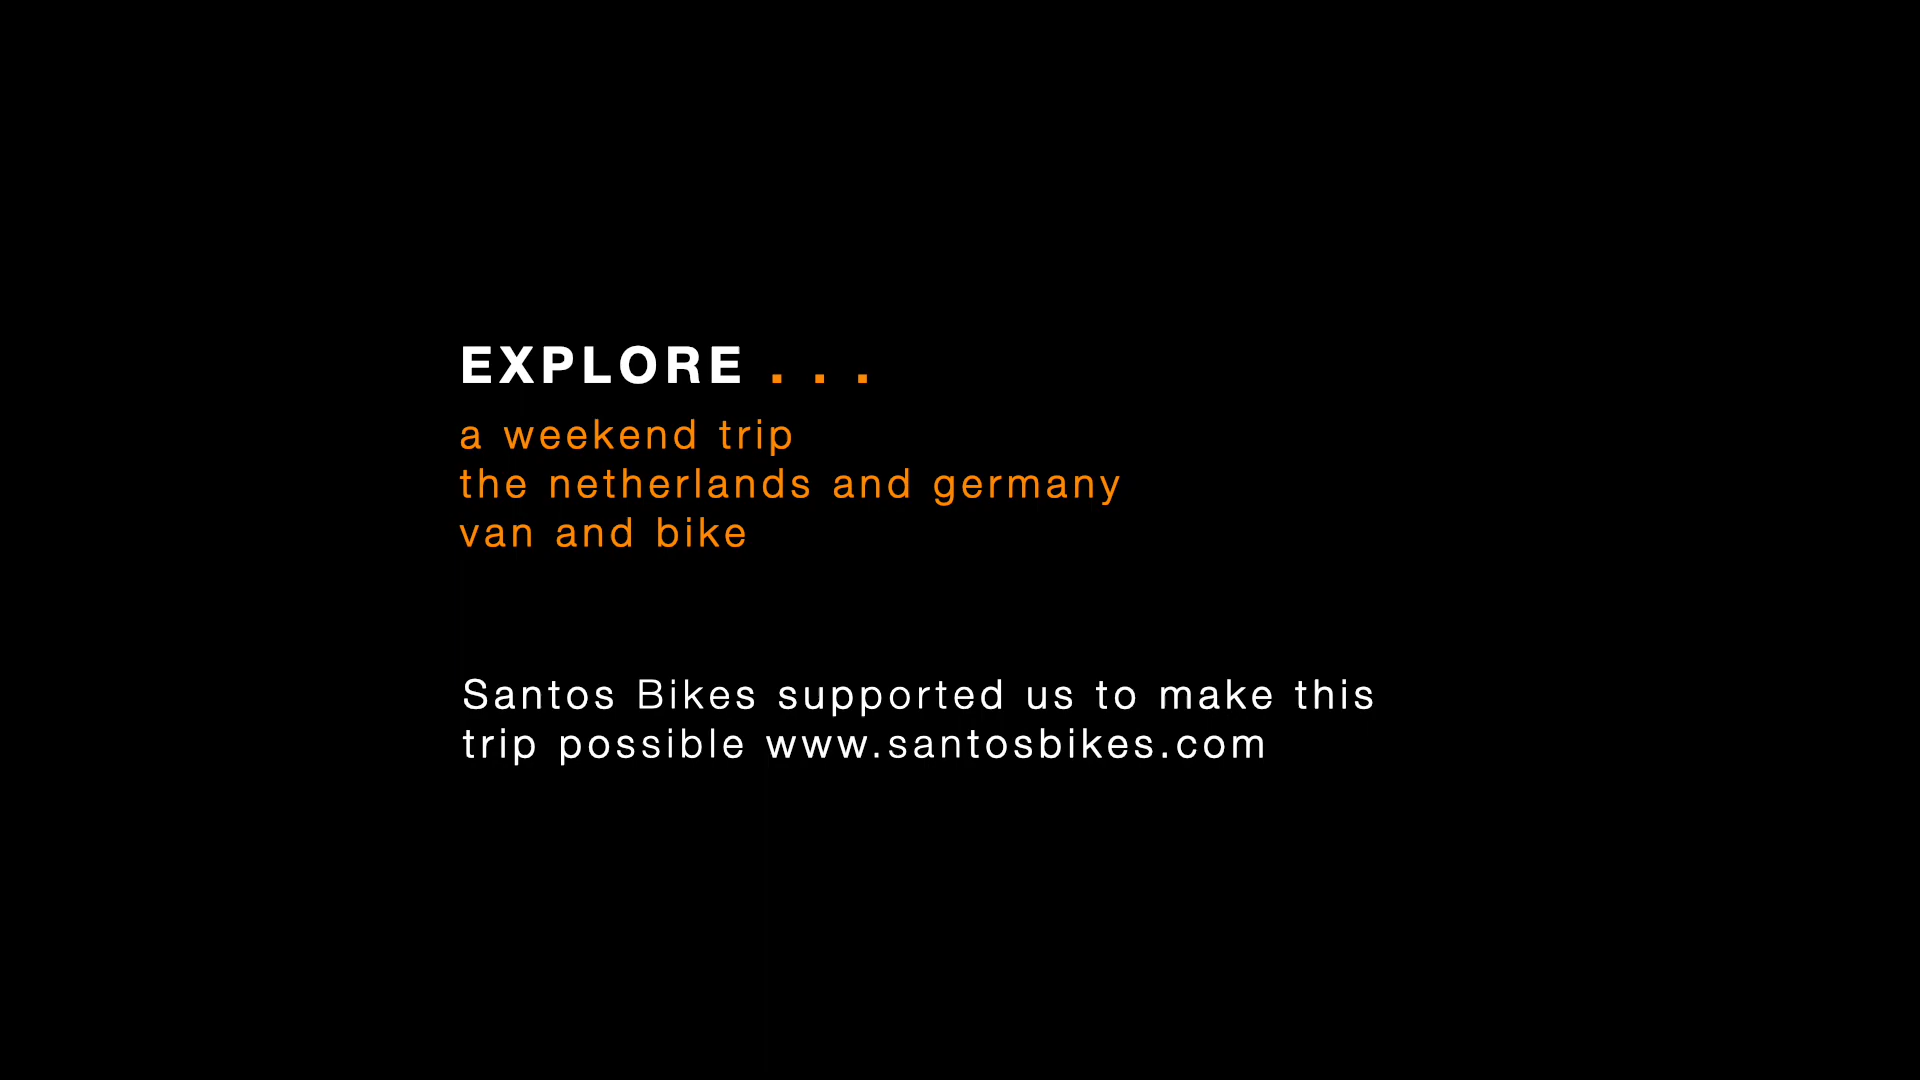 EXPLORE . . .
a weekend trip
the netherlands and germany
van and bike
Santos Bikes supported us to make this
trip possible www.santosbikes.com